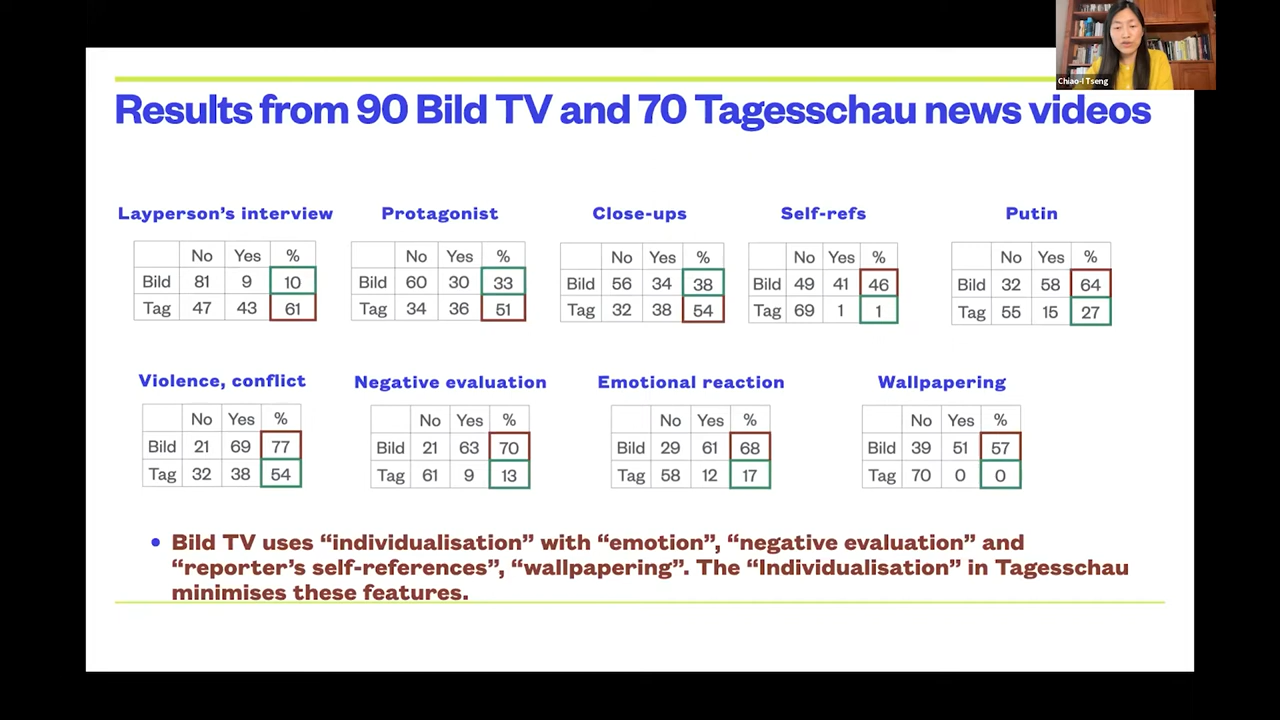 Chiao-I Tseng
Results from 90 Bild TV and 70 Tagesschau news videos
Layperson's interview
No Yes %
Bild 81 9 10
Tag 47 43 61
Protagonist
No Yes %
Bild 60 30 33
Tag 34 36 51
Close-ups
No Yes %
Bild 56 34 38
Tag 32 38 54
Self-refs
No Yes %
Bild 49 41 46
Tag 69 1 1
Putin
No Yes %
Bild 32 58 64
Tag 55 15 27
Violence, conflict
No Yes %
Bild 21 69 77
Tag 32 38 54
Negative evaluation
No Yes %
Bild 21 63 70
Tag 61 9 13
Emotional reaction
No Yes %
Bild 29 61 68
Tag 58 12 17
Wallpapering
No Yes %
Bild 39 51 57
Tag 70 0 0
• Bild TV uses “individualisation” with “emotion”, “negative evaluation” and
“reporter’s self-references”, “wallpapering”. The “Individualisation” in Tagesschau
minimises these features.